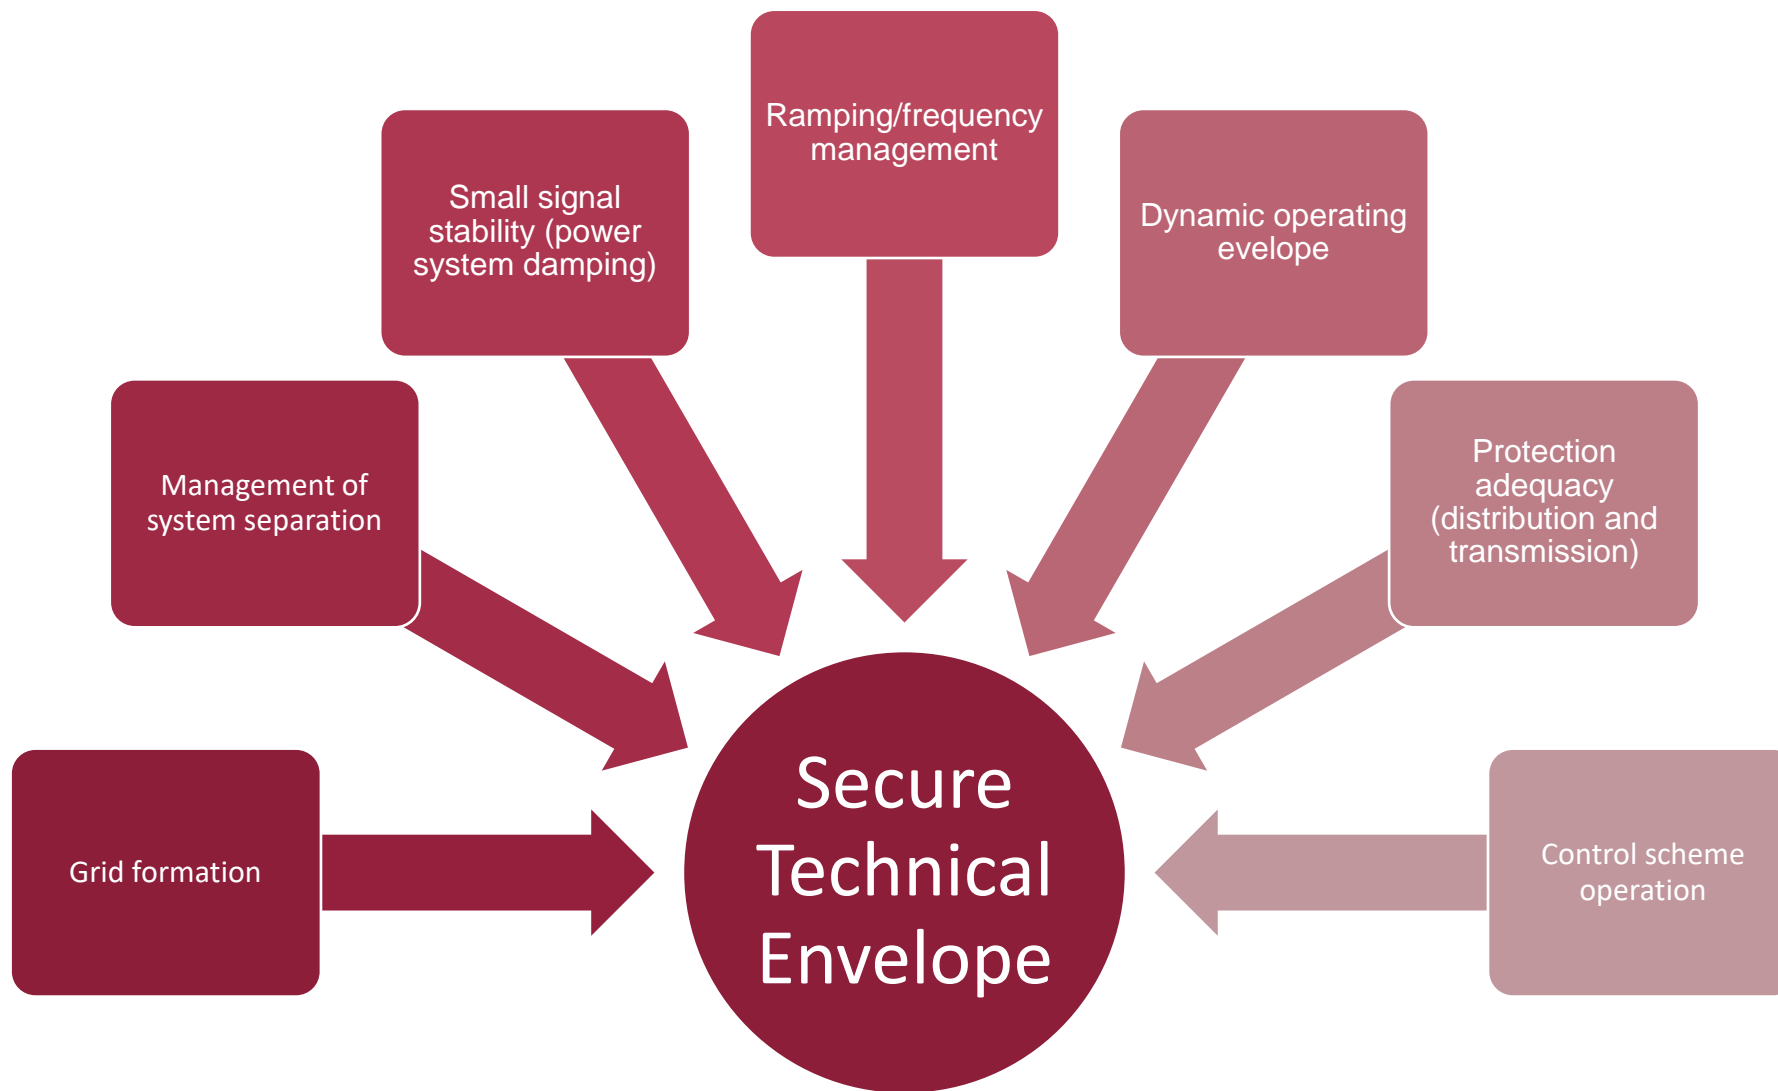 Ramping/frequency
management
Small signal
stability (power
system damping)
Dynamic operating
evelope
Management of
system separation
Protection
adequacy
(distribution and
transmission)
Grid formation
Secure
Technical
Envelope
Control scheme
operation